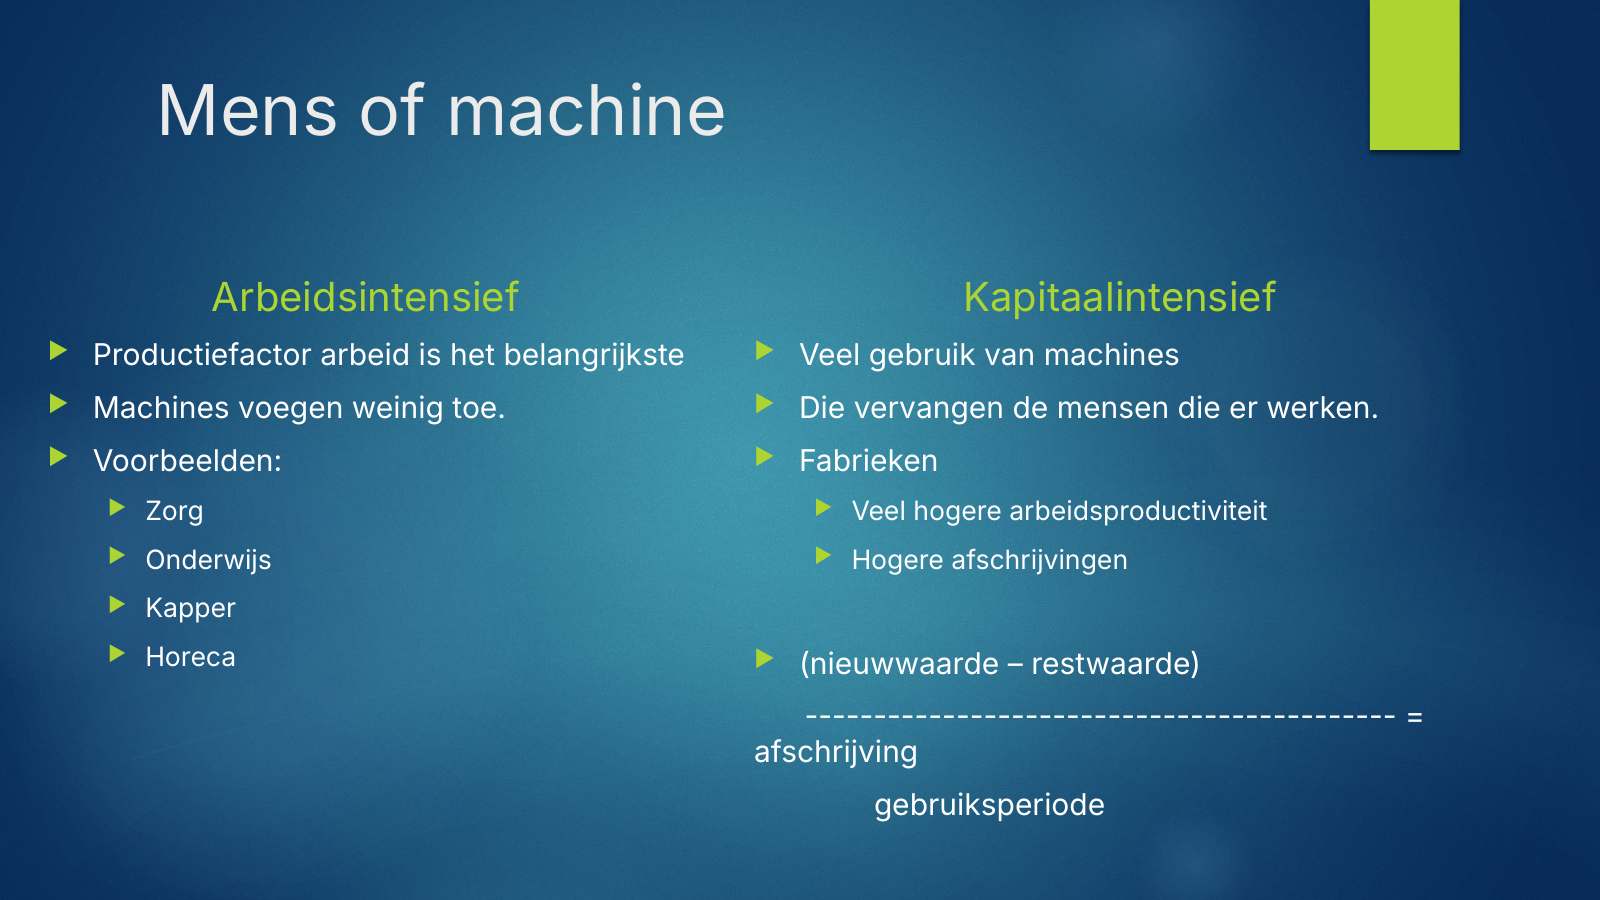 Mens of machine
Arbeidsintensief
Productiefactor arbeid is het belangrijkste
Machines voegen weinig toe.
Voorbeelden:
Zorg
Onderwijs
Kapper
Horeca
Kapitaalintensief
Veel gebruik van machines
Die vervangen de mensen die er werken.
Fabrieken
Veel hogere arbeidsproductiviteit
Hogere afschrijvingen
(nieuwwaarde – restwaarde)
------------------------------------------- =
afschrijving
gebruiksperiode